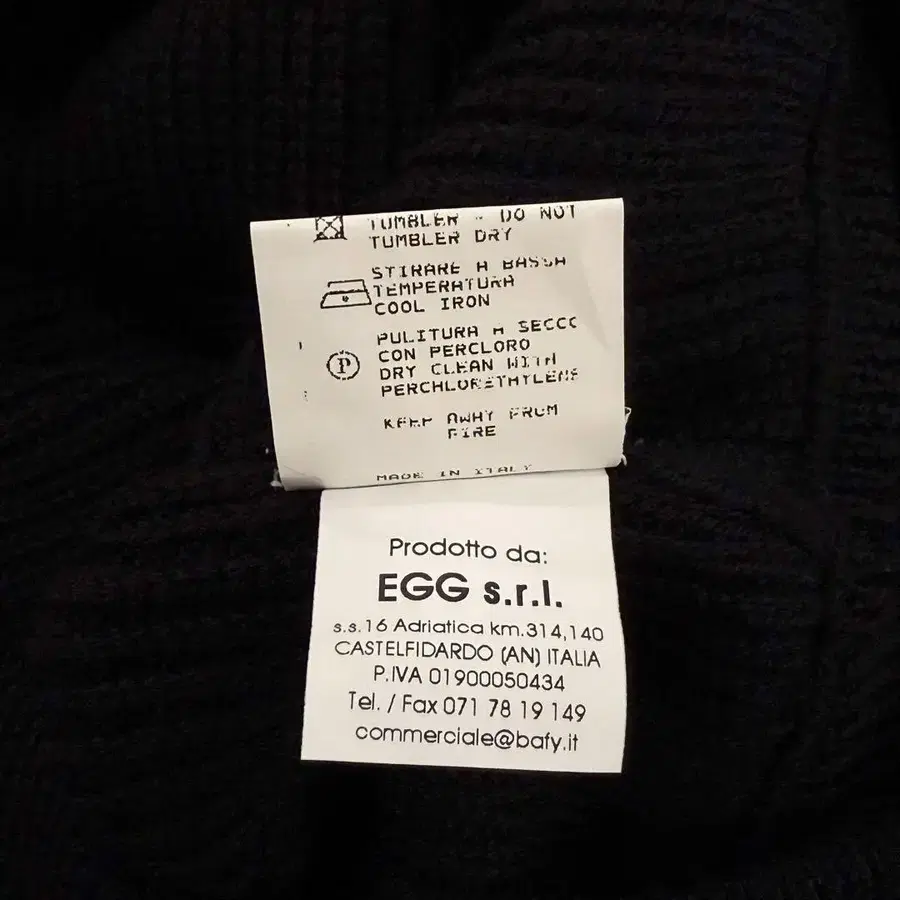 TUMBLER - DO NOT
TUMBLER DRY
STIRARE A BASSA
TEMPERATURA
COOL IRON
P
PULITURA A SECCO
CON PERCLORO
DRY CLEAN WITH
PERCHLORETHYLENE
KEEP AWAY FROM
FIRE
MADE IN ITALY
Prodotto da:
EGG s.r.l.
s.s.16 Adriatica km.314,140
CASTELFIDARDO (AN) ITALIA
P.IVA 01900050434
Tel. / Fax 071 78 19 149
commerciale@bafy.it